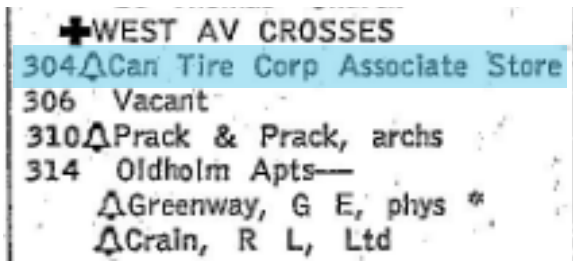 ✚WEST AV CROSSES
304 Can Tire Corp Associate Store
306 Vacant
310 Prack & Prack, archs
314 Oldholm Apts—
Greenway, G E, phys *
Crain, R L, Ltd